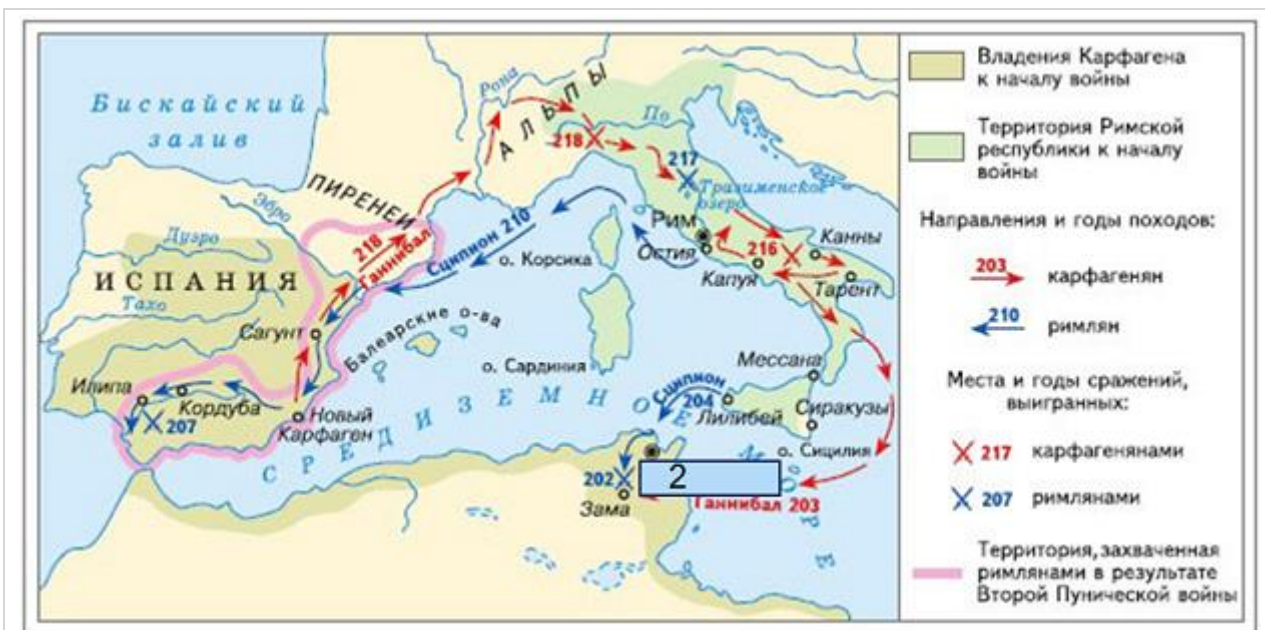 Бискайский
залив
Рона
АЛЬПЫ
По
218
217
Тразименское
озеро
ПИРЕНЕИ
Эбро
218
Ганнибал
Сципион 210
о. Корсика
Рим
Остия
216
Канны
Капуя
Тарент
Дуэро
ИСПАНИЯ
Тахо
Сагунт
Балеарские о-ва
о. Сардиния
Мессана
Илипа
Кордуба
207
Новый
Карфаген
СРЕДИЗЕМНОЕ
Сципион
204
Лилибей
Сиракузы
о. Сицилия
202
2
Зама
Ганнибал 203
Владения Карфагена
к началу войны
Территория Римской
республики к началу
войны
Направления и годы походов:
203
карфагенян
210
римлян
Места и годы сражений,
выигранных:
217 карфагенянами
207 римлянами
Территория, захваченная
римлянами в результате
Второй Пунической войны